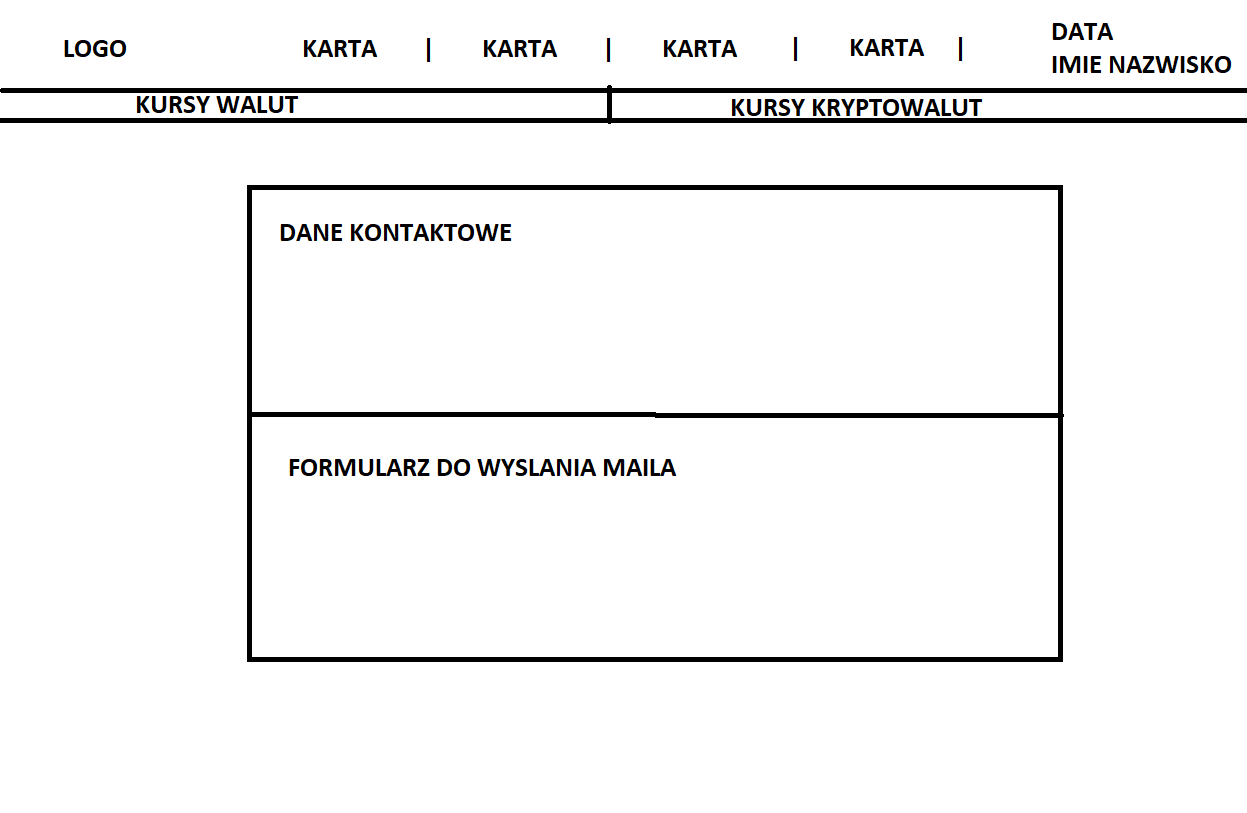 LOGO KARTA | KARTA | KARTA | KARTA | DATA
IMIE NAZWISKO
KURSY WALUT KURSY KRYPTOWALUT
DANE KONTAKTOWE
FORMULARZ DO WYSLANIA MAILA